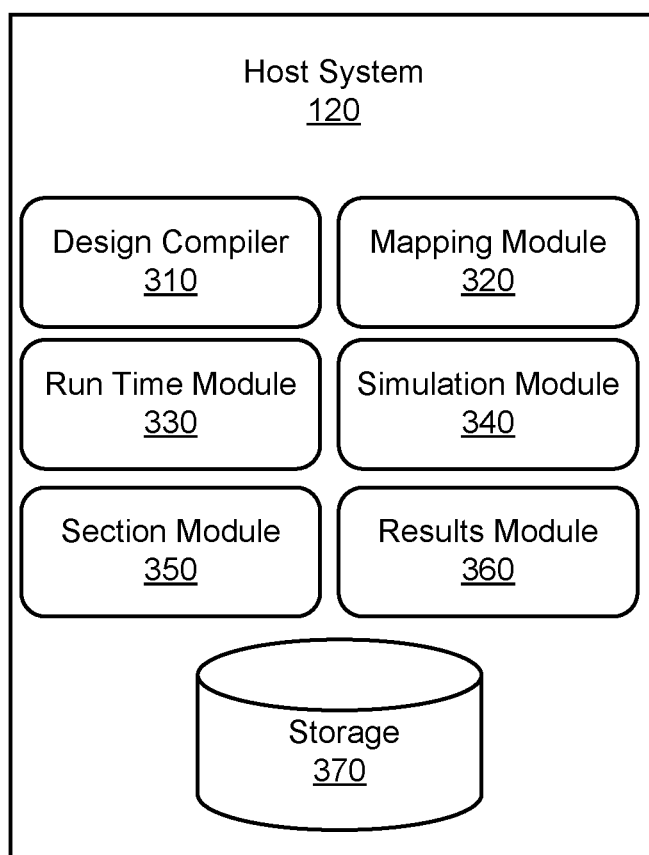 Host System
120
Design Compiler
310
Mapping Module
320
Run Time Module
330
Simulation Module
340
Section Module
350
Results Module
360
Storage
370